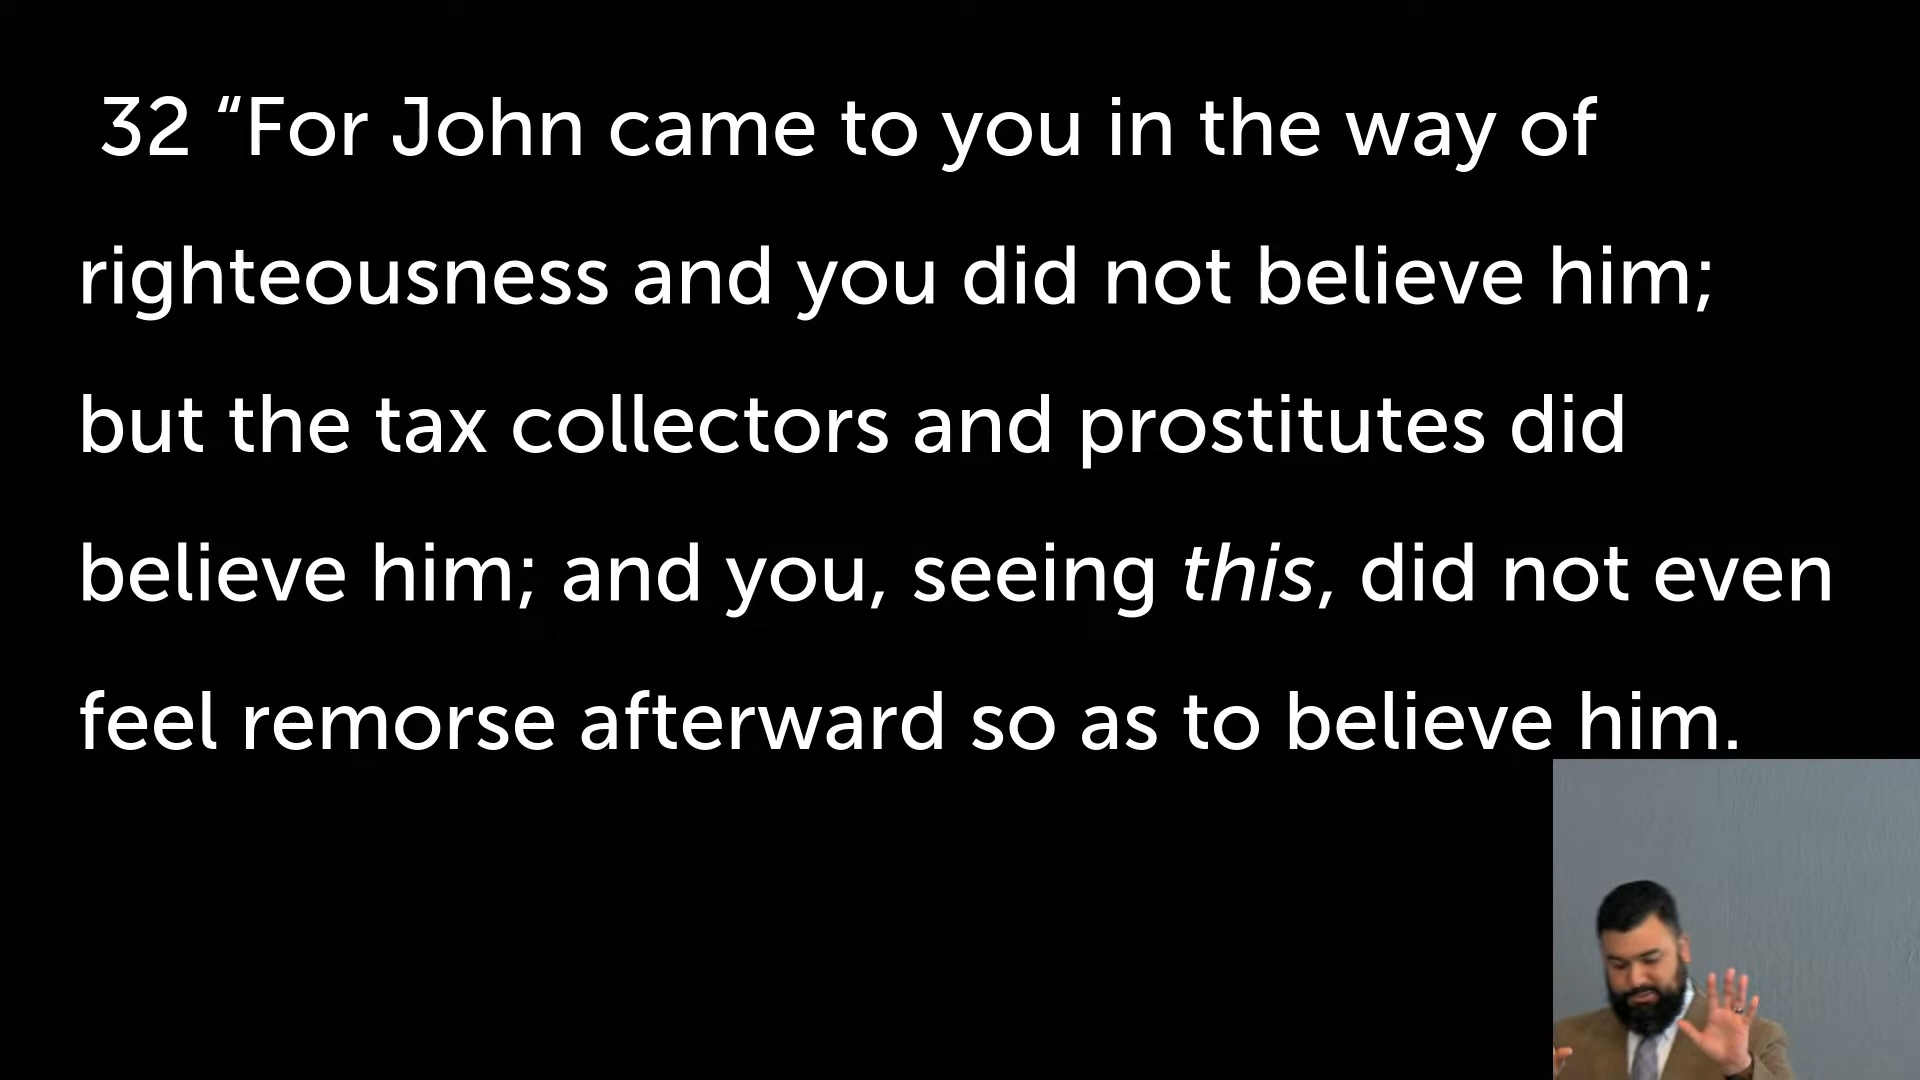 32 “For John came to you in the way of
righteousness and you did not believe him;
but the tax collectors and prostitutes did
believe him; and you, seeing this, did not even
feel remorse afterward so as to believe him.